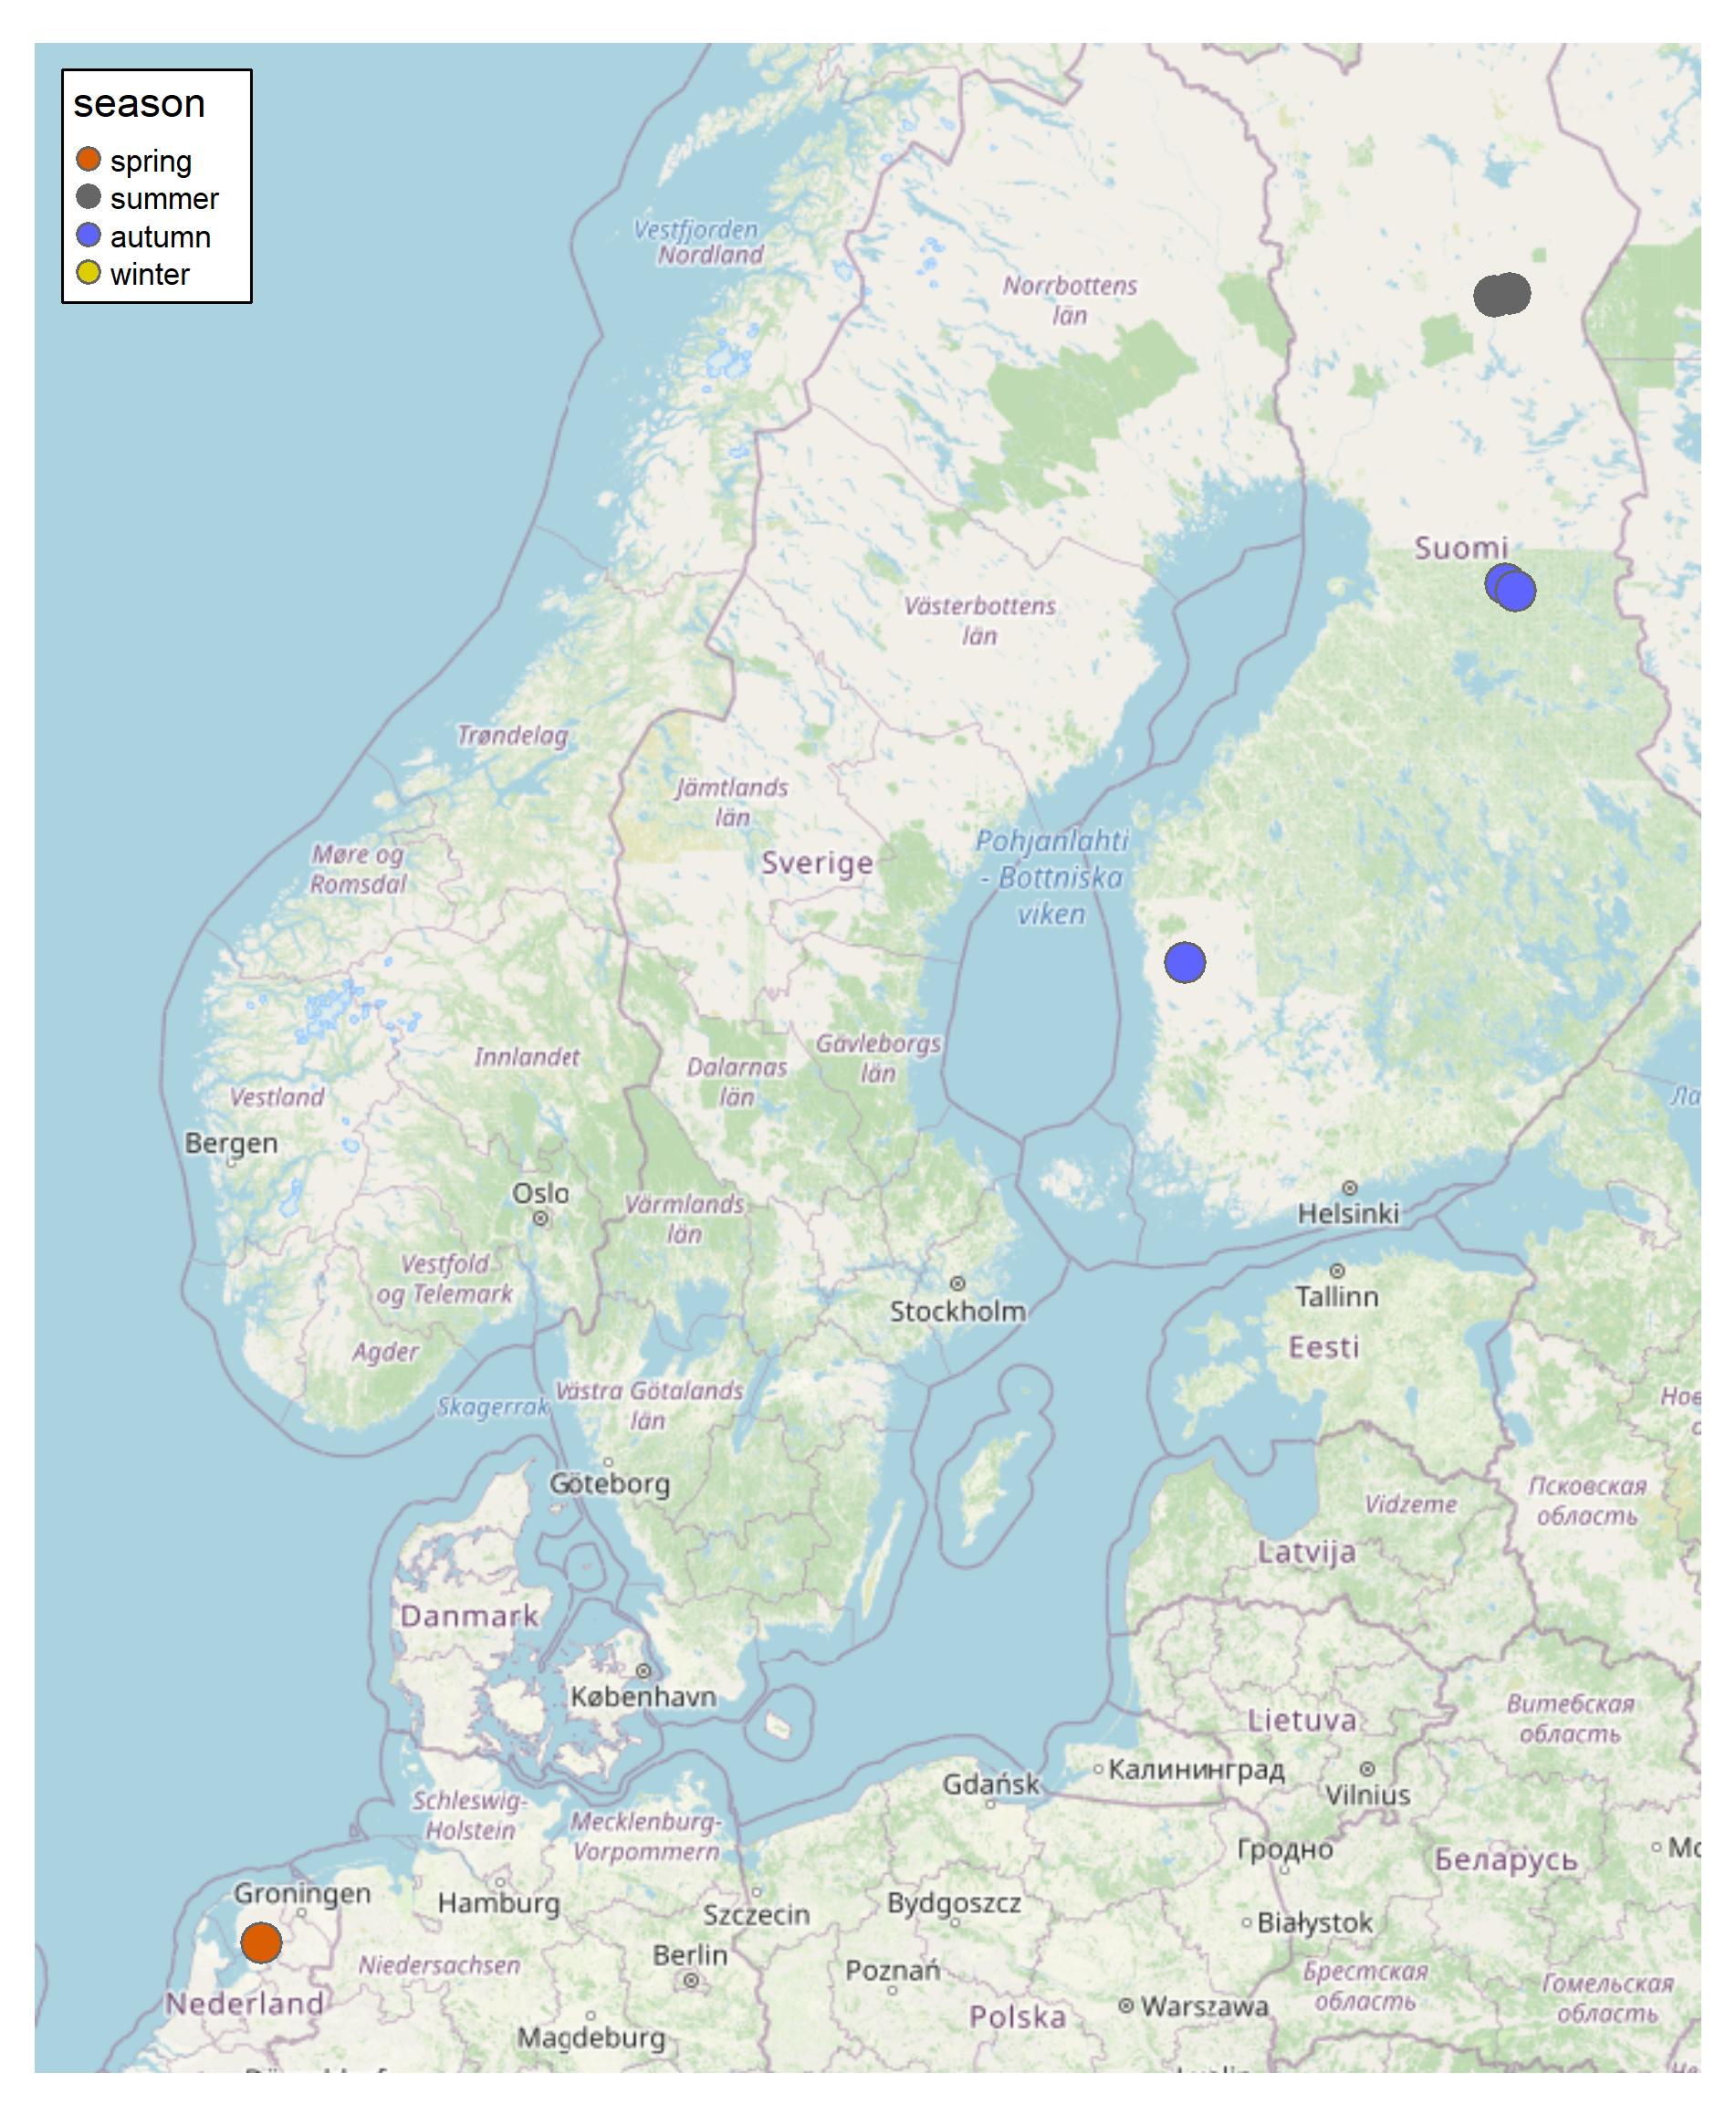 season
spring
summer
autumn
winter
Vestfjorden
Nordland
Norrbottens
län
Suomi
Västerbottens
län
Trøndelag
Jämtlands
län
Møre og
Romsdal
Sverige
Pohjanlahti
- Bottniska
viken
Gävleborgs
län
Innlandet
Dalarnas
län
Vestland
Bergen
Oslo
Värmlands
län
Helsinki
Vestfold
og Telemark
Stockholm
Tallinn
Eesti
Agder
Skagerrak
Västra Götalands
län
Göteborg
Псковская
область
Vidzeme
Latvija
Danmark
København
Lietuva
Витебская
область
Калининград
Gdańsk
Vilnius
Schleswig-
Holstein
Mecklenburg-
Vorpommern
Гродно
Беларусь
Groningen
Hamburg
Szczecin
Bydgoszcz
Białystok
Niedersachsen
Berlin
Poznań
Брестская
область
Гомельская
область
Nederland
Polska
Warszawa
Magdeburg